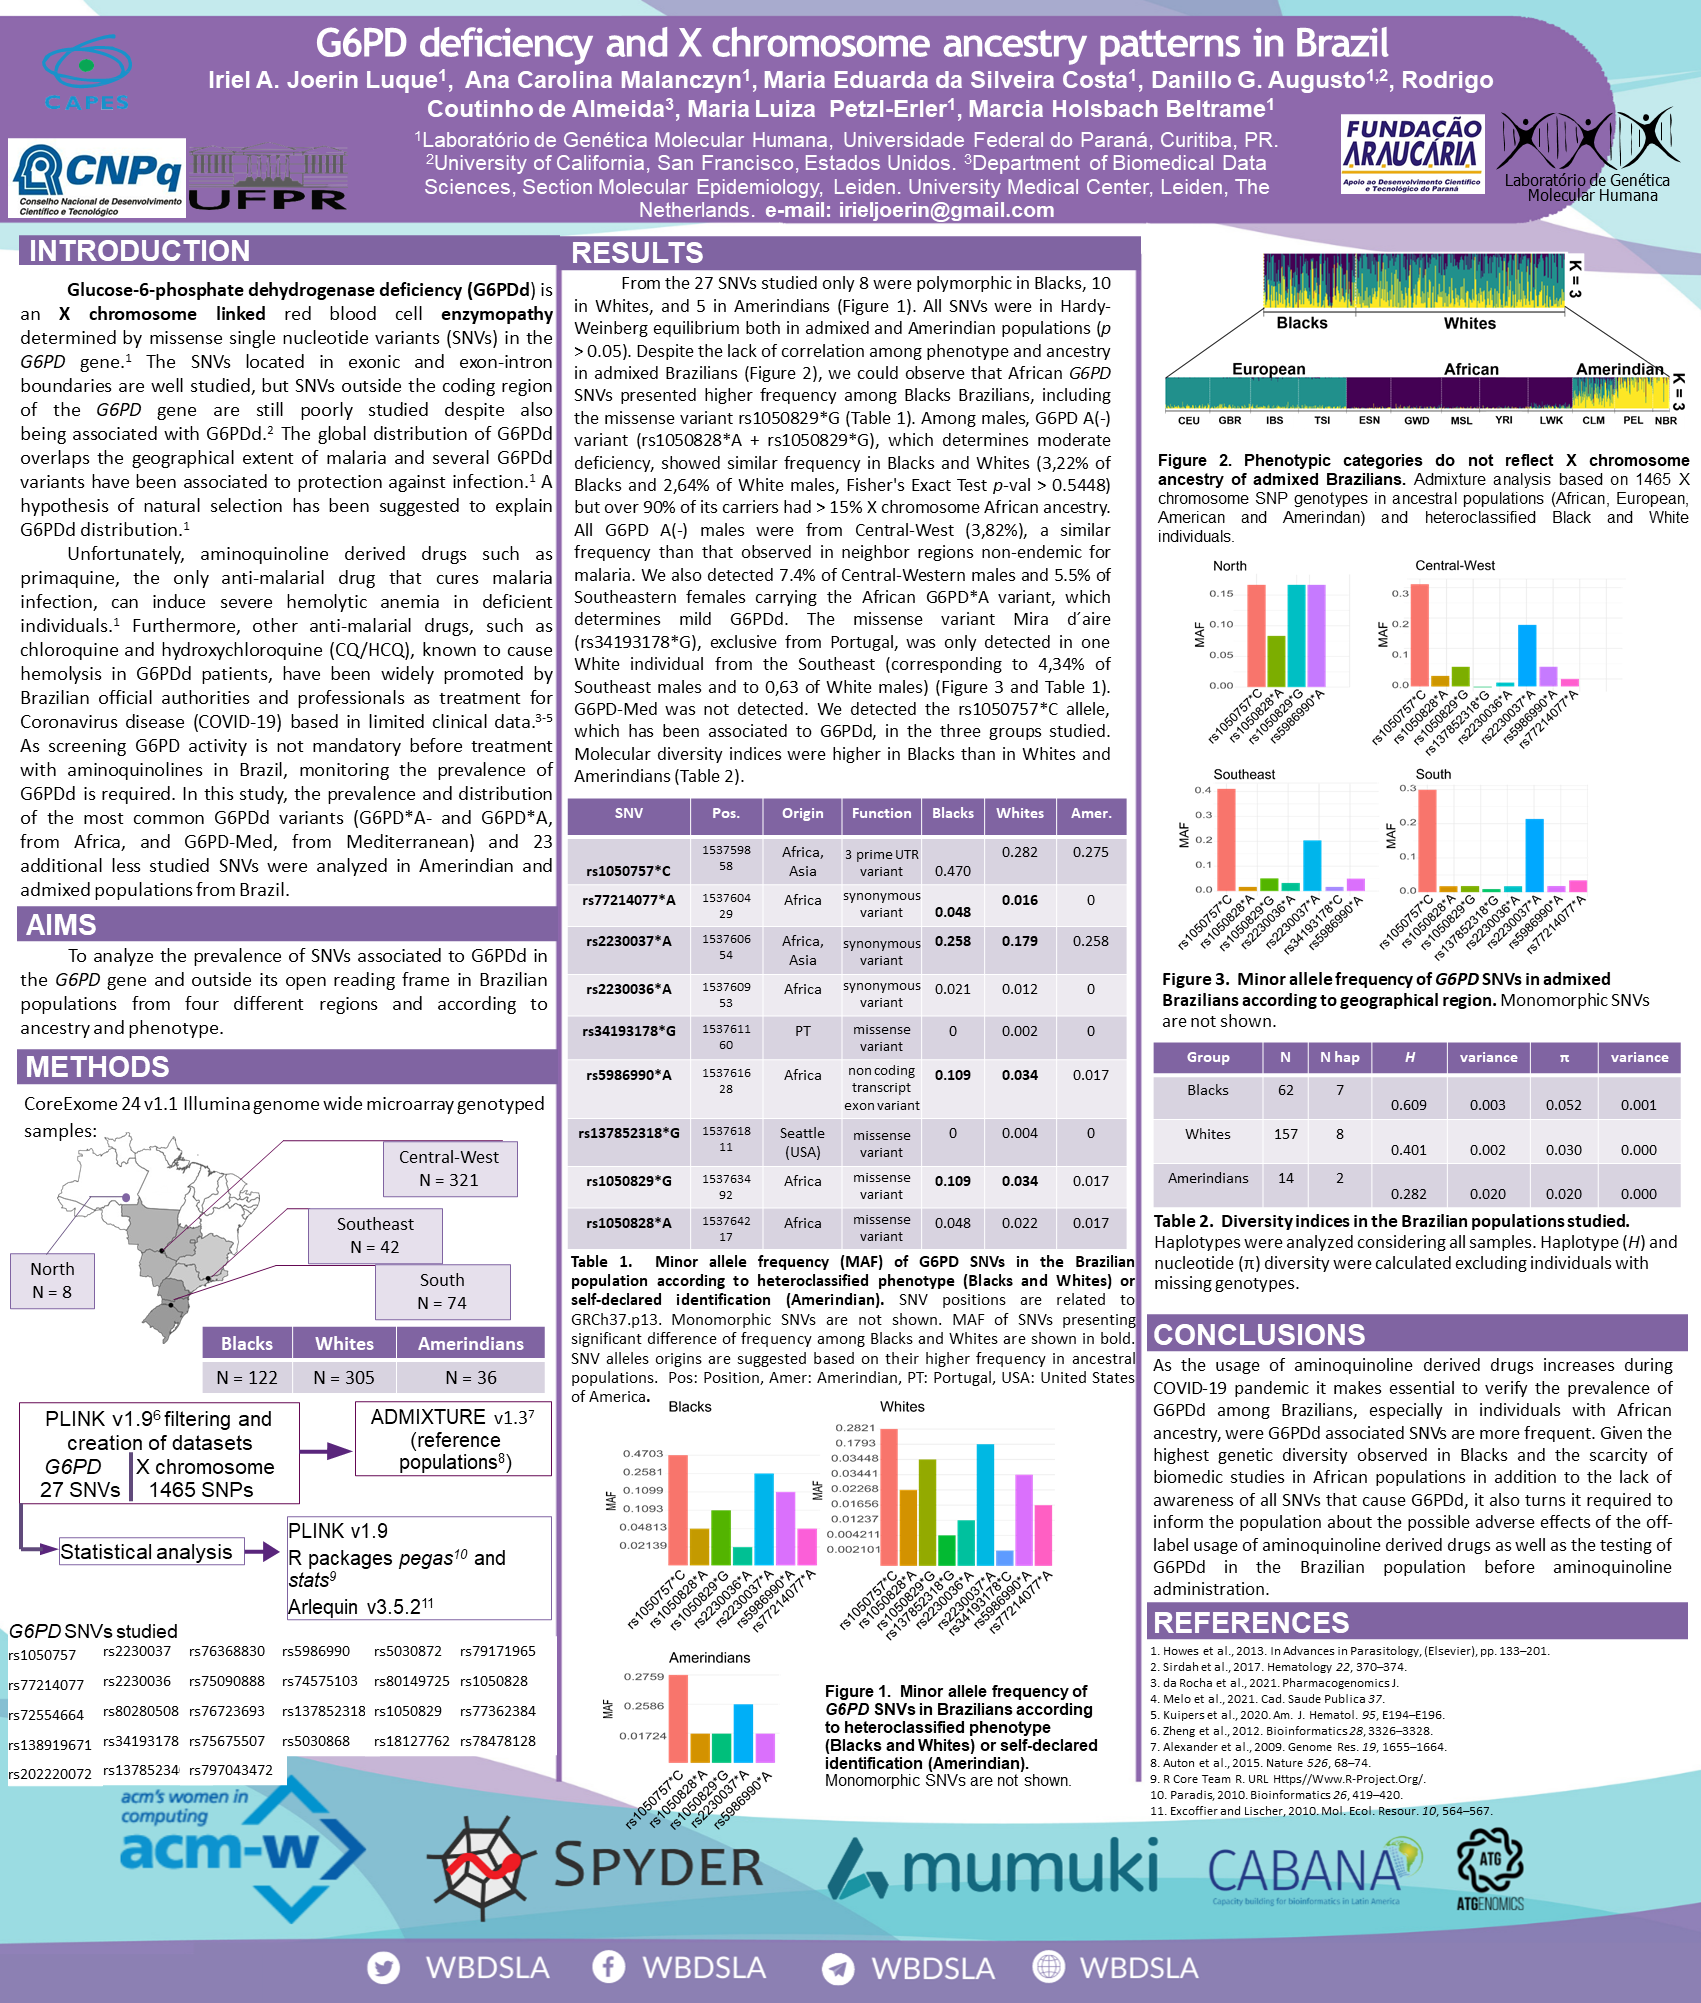 G6PD deficiency and X chromosome ancestry patterns in Brazil
Iriel A. Joerin Luque¹, Ana Carolina Malanczyn¹, Maria Eduarda da Silveira Costa¹, Danillo G. Augusto¹,², Rodrigo
Coutinho de Almeida³, Maria Luiza Petzl-Erler¹, Marcia Holsbach Beltrame¹
¹Laboratório de Genética Molecular Humana, Universidade Federal do Paraná, Curitiba, PR.
²University of California, San Francisco, Estados Unidos. ³Department of Biomedical Data
Sciences, Section Molecular Epidemiology, Leiden. University Medical Center, Leiden, The
Netherlands. e-mail: irieljoerin@gmail.com
CAPES
CNPq
Conselho Nacional de Desenvolvimento
Científico e Tecnológico
UFPR
FUNDAÇÃO
ARAUCÁRIA
Apoio ao Desenvolvimento Científico
e Tecnológico do Paraná
Laboratório de Genética
Molecular Humana
INTRODUCTION
Glucose-6-phosphate dehydrogenase deficiency (G6PDd) is
an X chromosome linked red blood cell enzymopathy
determined by missense single nucleotide variants (SNVs) in the
G6PD gene.¹ The SNVs located in exonic and exon-intron
boundaries are well studied, but SNVs outside the coding region
of the G6PD gene are still poorly studied despite also
being associated with G6PDd.² The global distribution of G6PDd
overlaps the geographical extent of malaria and several G6PDd
variants have been associated to protection against infection.¹ A
hypothesis of natural selection has been suggested to explain
G6PDd distribution.¹
Unfortunately, aminoquinoline derived drugs such as
primaquine, the only anti-malarial drug that cures malaria
infection, can induce severe hemolytic anemia in deficient
individuals.¹ Furthermore, other anti-malarial drugs, such as
chloroquine and hydroxychloroquine (CQ/HCQ), known to cause
hemolysis in G6PDd patients, have been widely promoted by
Brazilian official authorities and professionals as treatment for
Coronavirus disease (COVID-19) based in limited clinical data.³⁻⁵
As screening G6PD activity is not mandatory before treatment
with aminoquinolines in Brazil, monitoring the prevalence of
G6PDd is required. In this study, the prevalence and distribution
of the most common G6PDd variants (G6PD*A- and G6PD*A,
from Africa, and G6PD-Med, from Mediterranean) and 23
additional less studied SNVs were analyzed in Amerindian and
admixed populations from Brazil.
AIMS
To analyze the prevalence of SNVs associated to G6PDd in
the G6PD gene and outside its open reading frame in Brazilian
populations from four different regions and according to
ancestry and phenotype.
METHODS
CoreExome 24 v1.1 Illumina genome wide microarray genotyped
samples:
Central-West
N = 321
Southeast
N = 42
North
N = 8
South
N = 74
Blacks Whites Amerindians
N = 122 N = 305 N = 36
PLINK v1.9⁶ filtering and
creation of datasets
G6PD X chromosome
27 SNVs 1465 SNPs
ADMIXTURE v1.3⁷
(reference
populations⁸)
Statistical analysis
PLINK v1.9
R packages pegas¹⁰ and
stats⁹
Arlequin v3.5.2¹¹
G6PD SNVs studied
rs1050757 rs2230037 rs76368830 rs5986990 rs5030872 rs79171965
rs77214077 rs2230036 rs75090888 rs74575103 rs80149725 rs1050828
rs72554664 rs80280508 rs76723693 rs137852318 rs1050829 rs77362384
rs138919671 rs34193178 rs75675507 rs5030868 rs18127762 rs78478128
rs202220072 rs13785234 rs797043472
RESULTS
From the 27 SNVs studied only 8 were polymorphic in Blacks, 10
in Whites, and 5 in Amerindians (Figure 1). All SNVs were in Hardy-
Weinberg equilibrium both in admixed and Amerindian populations (p
> 0.05). Despite the lack of correlation among phenotype and ancestry
in admixed Brazilians (Figure 2), we could observe that African G6PD
SNVs presented higher frequency among Blacks Brazilians, including
the missense variant rs1050829*G (Table 1). Among males, G6PD A(-)
variant (rs1050828*A + rs1050829*G), which determines moderate
deficiency, showed similar frequency in Blacks and Whites (3,22% of
Blacks and 2,64% of White males, Fisher's Exact Test p-val > 0.5448)
but over 90% of its carriers had > 15% X chromosome African ancestry.
All G6PD A(-) males were from Central-West (3,82%), a similar
frequency than that observed in neighbor regions non-endemic for
malaria. We also detected 7.4% of Central-Western males and 5.5% of
Southeastern females carrying the African G6PD*A variant, which
determines mild G6PDd. The missense variant Mira d´aire
(rs34193178*G), exclusive from Portugal, was only detected in one
White individual from the Southeast (corresponding to 4,34% of
Southeast males and to 0,63 of White males) (Figure 3 and Table 1).
G6PD-Med was not detected. We detected the rs1050757*C allele,
which has been associated to G6PDd, in the three groups studied.
Molecular diversity indices were higher in Blacks than in Whites and
Amerindians (Table 2).
SNV Pos. Origin Function Blacks Whites Amer.
rs1050757*C 153759858 Africa, Asia 3 prime UTR variant 0.470 0.282 0.275
rs77214077*A 153760429 Africa synonymous variant 0.048 0.016 0
rs2230037*A 153760654 Africa, Asia synonymous variant 0.258 0.179 0.258
rs2230036*A 153760953 Africa synonymous variant 0.021 0.012 0
rs34193178*G 153761160 PT missense variant 0 0.002 0
rs5986990*A 153761628 Africa non coding transcript exon variant 0.109 0.034 0.017
rs137852318*G 153761811 Seattle (USA) missense variant 0 0.004 0
rs1050829*G 153763492 Africa missense variant 0.109 0.034 0.017
rs1050828*A 153764217 Africa missense variant 0.048 0.022 0.017
Table 1. Minor allele frequency (MAF) of G6PD SNVs in the Brazilian
population according to heteroclassified phenotype (Blacks and Whites) or
self-declared identification (Amerindian). SNV positions are related to
GRCh37.p13. Monomorphic SNVs are not shown. MAF of SNVs presenting
significant difference of frequency among Blacks and Whites are shown in bold.
SNV alleles origins are suggested based on their higher frequency in ancestral
populations. Pos: Position, Amer: Amerindian, PT: Portugal, USA: United States
of America.
Blacks
MAF
0.4703
0.2581
0.1099
0.1093
0.04813
0.02139
rs1050757*C rs1050828*A rs1050829*G rs2230036*A rs2230037*A rs5986990*A rs77214077*A
Whites
MAF
0.2821
0.1793
0.03448
0.03441
0.02268
0.01656
0.01237
0.004211
0.002101
rs1050757*C rs1050828*A rs1050829*G rs137852318*G rs2230036*A rs2230037*A rs34193178*C rs5986990*A rs77214077*A
Amerindians
MAF
0.2759
0.2586
0.01724
rs1050757*C rs1050828*A rs1050829*G rs2230037*A rs5986990*A
Figure 1. Minor allele frequency of
G6PD SNVs in Brazilians according
to heteroclassified phenotype
(Blacks and Whites) or self-declared
identification (Amerindian).
Monomorphic SNVs are not shown.
K = 3
Blacks Whites
European African Amerindian
K = 3
CEU GBR IBS TSI ESN GWD MSL YRI LWK CLM PEL NBR
Figure 2. Phenotypic categories do not reflect X chromosome
ancestry of admixed Brazilians. Admixture analysis based on 1465 X
chromosome SNP genotypes in ancestral populations (African, European,
American and Amerindan) and heteroclassified Black and White
individuals.
North
MAF
0.15
0.10
0.05
0.00
rs1050757*C rs1050828*A rs1050829*G rs5986990*A
Central-West
MAF
0.3
0.2
0.1
0.0
rs1050757*C rs1050828*A rs1050829*G rs137852318*G rs2230036*A rs2230037*A rs5986990*A rs77214077*A
Southeast
MAF
0.4
0.3
0.2
0.1
0.0
rs1050757*C rs1050828*A rs1050829*G rs2230036*A rs2230037*A rs34193178*C rs5986990*A
South
MAF
0.3
0.2
0.1
0.0
rs1050757*C rs1050828*A rs1050829*G rs137852318*G rs2230036*A rs2230037*A rs5986990*A rs77214077*A
Figure 3. Minor allele frequency of G6PD SNVs in admixed
Brazilians according to geographical region. Monomorphic SNVs
are not shown.
Group N N hap H variance π variance
Blacks 62 7 0.609 0.003 0.052 0.001
Whites 157 8 0.401 0.002 0.030 0.000
Amerindians 14 2 0.282 0.020 0.020 0.000
Table 2. Diversity indices in the Brazilian populations studied.
Haplotypes were analyzed considering all samples. Haplotype (H) and
nucleotide (π) diversity were calculated excluding individuals with
missing genotypes.
CONCLUSIONS
As the usage of aminoquinoline derived drugs increases during
COVID-19 pandemic it makes essential to verify the prevalence of
G6PDd among Brazilians, especially in individuals with African
ancestry, were G6PDd associated SNVs are more frequent. Given the
highest genetic diversity observed in Blacks and the scarcity of
biomedic studies in African populations in addition to the lack of
awareness of all SNVs that cause G6PDd, it also turns it required to
inform the population about the possible adverse effects of the off-
label usage of aminoquinoline derived drugs as well as the testing of
G6PDd in the Brazilian population before aminoquinoline
administration.
REFERENCES
1. Howes et al., 2013. In Advances in Parasitology, (Elsevier), pp. 133–201.
2. Sirdah et al., 2017. Hematology 22, 370–374.
3. da Rocha et al., 2021. Pharmacogenomics J.
4. Melo et al., 2021. Cad. Saude Publica 37.
5. Kuipers et al., 2020. Am. J. Hematol. 95, E194–E196.
6. Zheng et al., 2012. Bioinformatics 28, 3326–3328.
7. Alexander et al., 2009. Genome Res. 19, 1655–1664.
8. Auton et al., 2015. Nature 526, 68–74.
9. R Core Team R. URL Https//Www.R-Project.Org/.
10. Paradis, 2010. Bioinformatics 26, 419–420.
11. Excoffier and Lischer, 2010. Mol. Ecol. Resour. 10, 564–567.
acm's women in
computing
acm-w
SPYDER
mumuki
CABANA
Capacity building for bioinformatics in Latin America
ATG
ATGENOMICS
WBDSLA WBDSLA WBDSLA WBDSLA